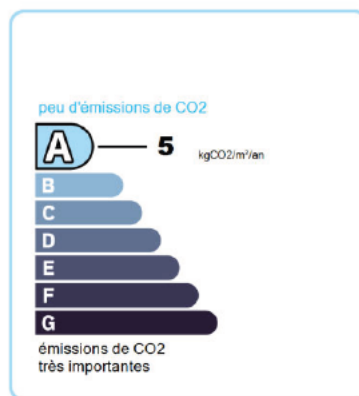 peu d'émissions de CO2
A 5 kgCO2/m²/an
B
C
D
E
F
G
émissions de CO2
très importantes